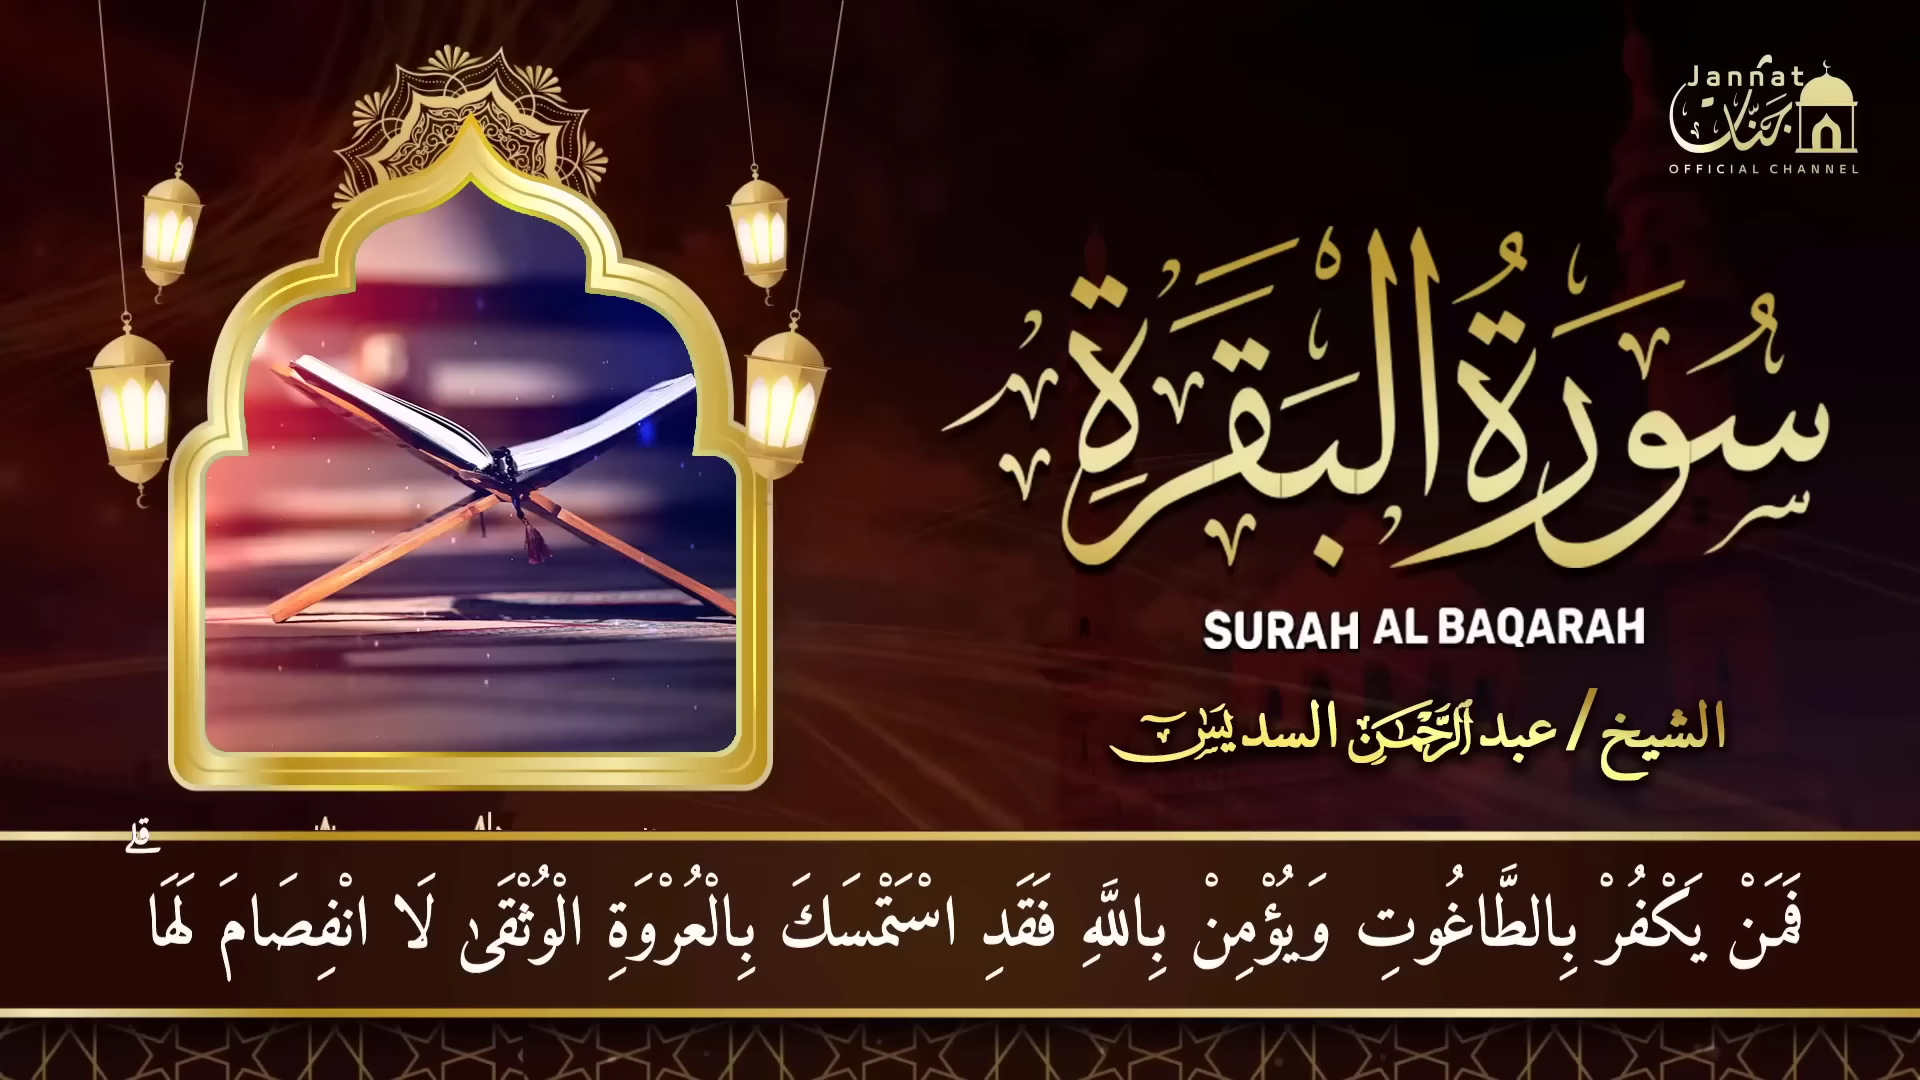 Jannat
جنات
OFFICIAL CHANNEL
سُورَةُ البَقَرَةِ
SURAH AL BAQARAH
الشيخ / عبد الرَّحْمَٰن السديس
فَمَنْ يَكْفُرْ بِالطَّاغُوتِ وَيُؤْمِنْ بِاللَّهِ فَقَدِ اسْتَمْسَكَ بِالْعُرْوَةِ الْوُثْقَىٰ لَا انْفِصَامَ لَهَا ۗ